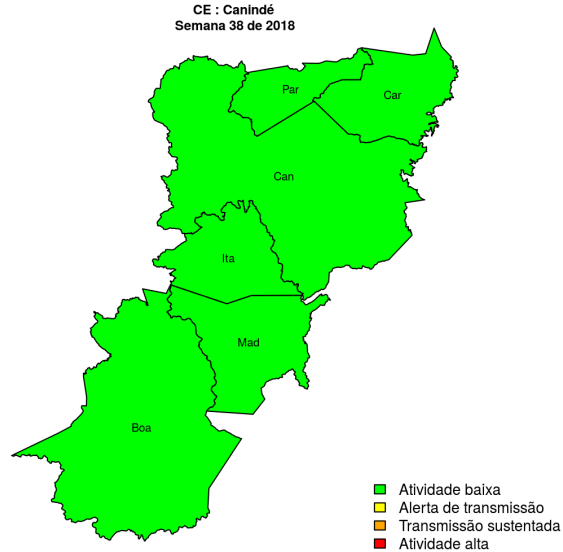 CE : Canindé
Semana 38 de 2018
Par
Car
Can
Ita
Mad
Boa
Atividade baixa
Alerta de transmissão
Transmissão sustentada
Atividade alta